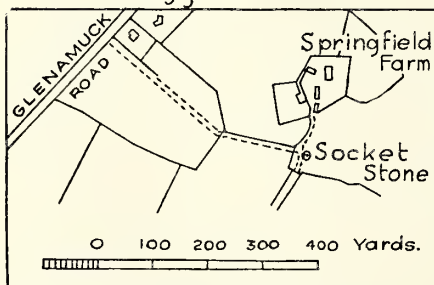 GLENAMUCK
ROAD
Springfield
Farm
Socket
Stone
0 100 200 300 400 Yards.